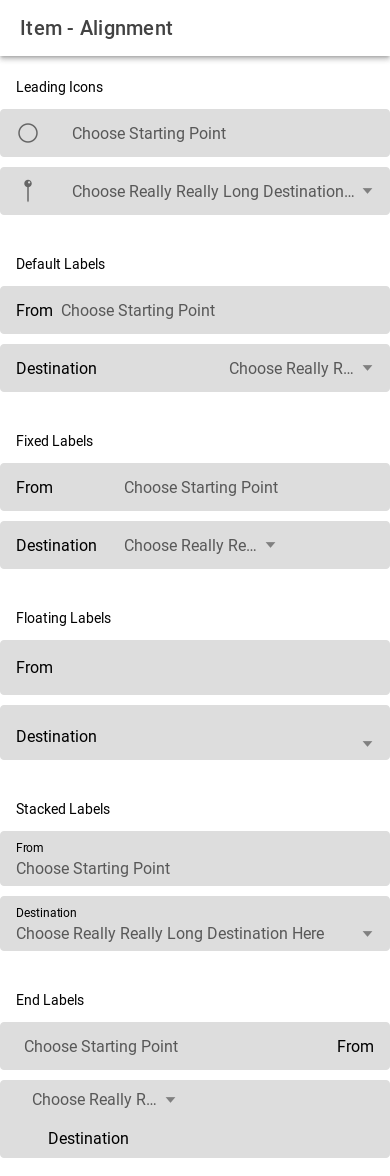 Item - Alignment
Leading Icons
Choose Starting Point
Choose Really Really Long Destination...
Default Labels
From Choose Starting Point
Destination Choose Really R...
Fixed Labels
From Choose Starting Point
Destination Choose Really Re...
Floating Labels
From
Destination
Stacked Labels
From
Choose Starting Point
Destination
Choose Really Really Long Destination Here
End Labels
Choose Starting Point From
Choose Really R...
Destination